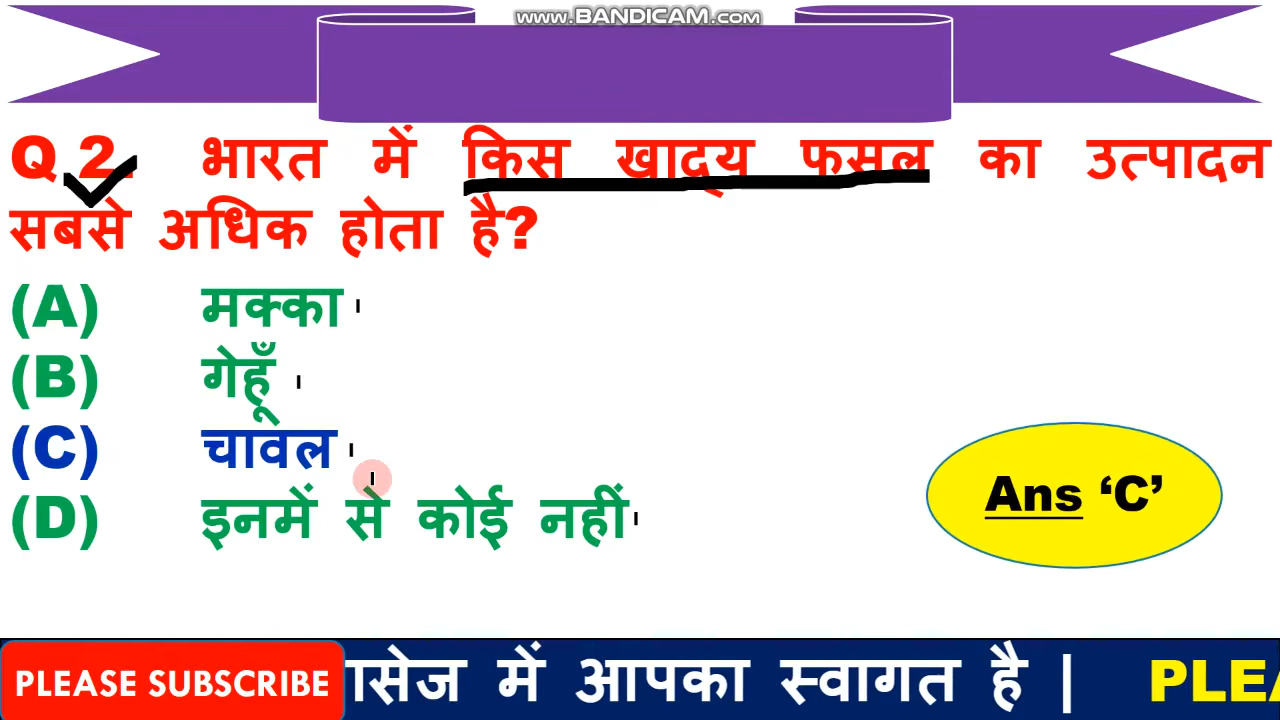 www.BANDICAM.com
Q.2. भारत में किस खाद्य फसल का उत्पादन
सबसे अधिक होता है?
(A) मक्का
(B) गेहूँ
(C) चावल
(D) इनमें से कोई नहीं
Ans ‘C’
PLEASE SUBSCRIBE
ासेज में आपका स्वागत है | PLEA